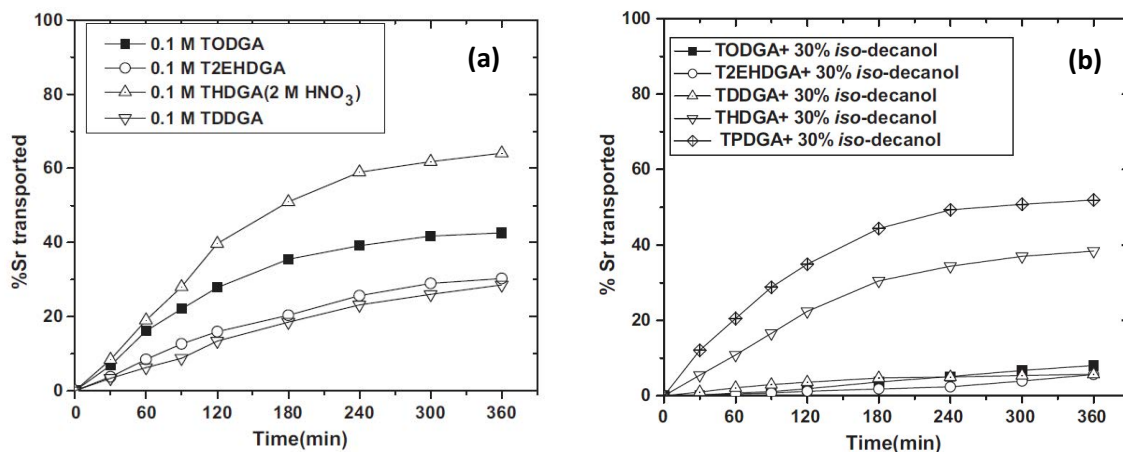 (a)
0.1 M TODGA
0.1 M T2EHDGA
0.1 M THDGA(2 M HNO3)
0.1 M TDDGA
100
80
60
40
20
0
%Sr transported
0 60 120 180 240 300 360
Time(min)
(b)
TODGA+ 30% iso-decanol
T2EHDGA+ 30% iso-decanol
TDDGA+ 30% iso-decanol
THDGA+ 30% iso-decanol
TPDGA+ 30% iso-decanol
100
80
60
40
20
0
% Sr transported
0 60 120 180 240 300 360
Time(min)